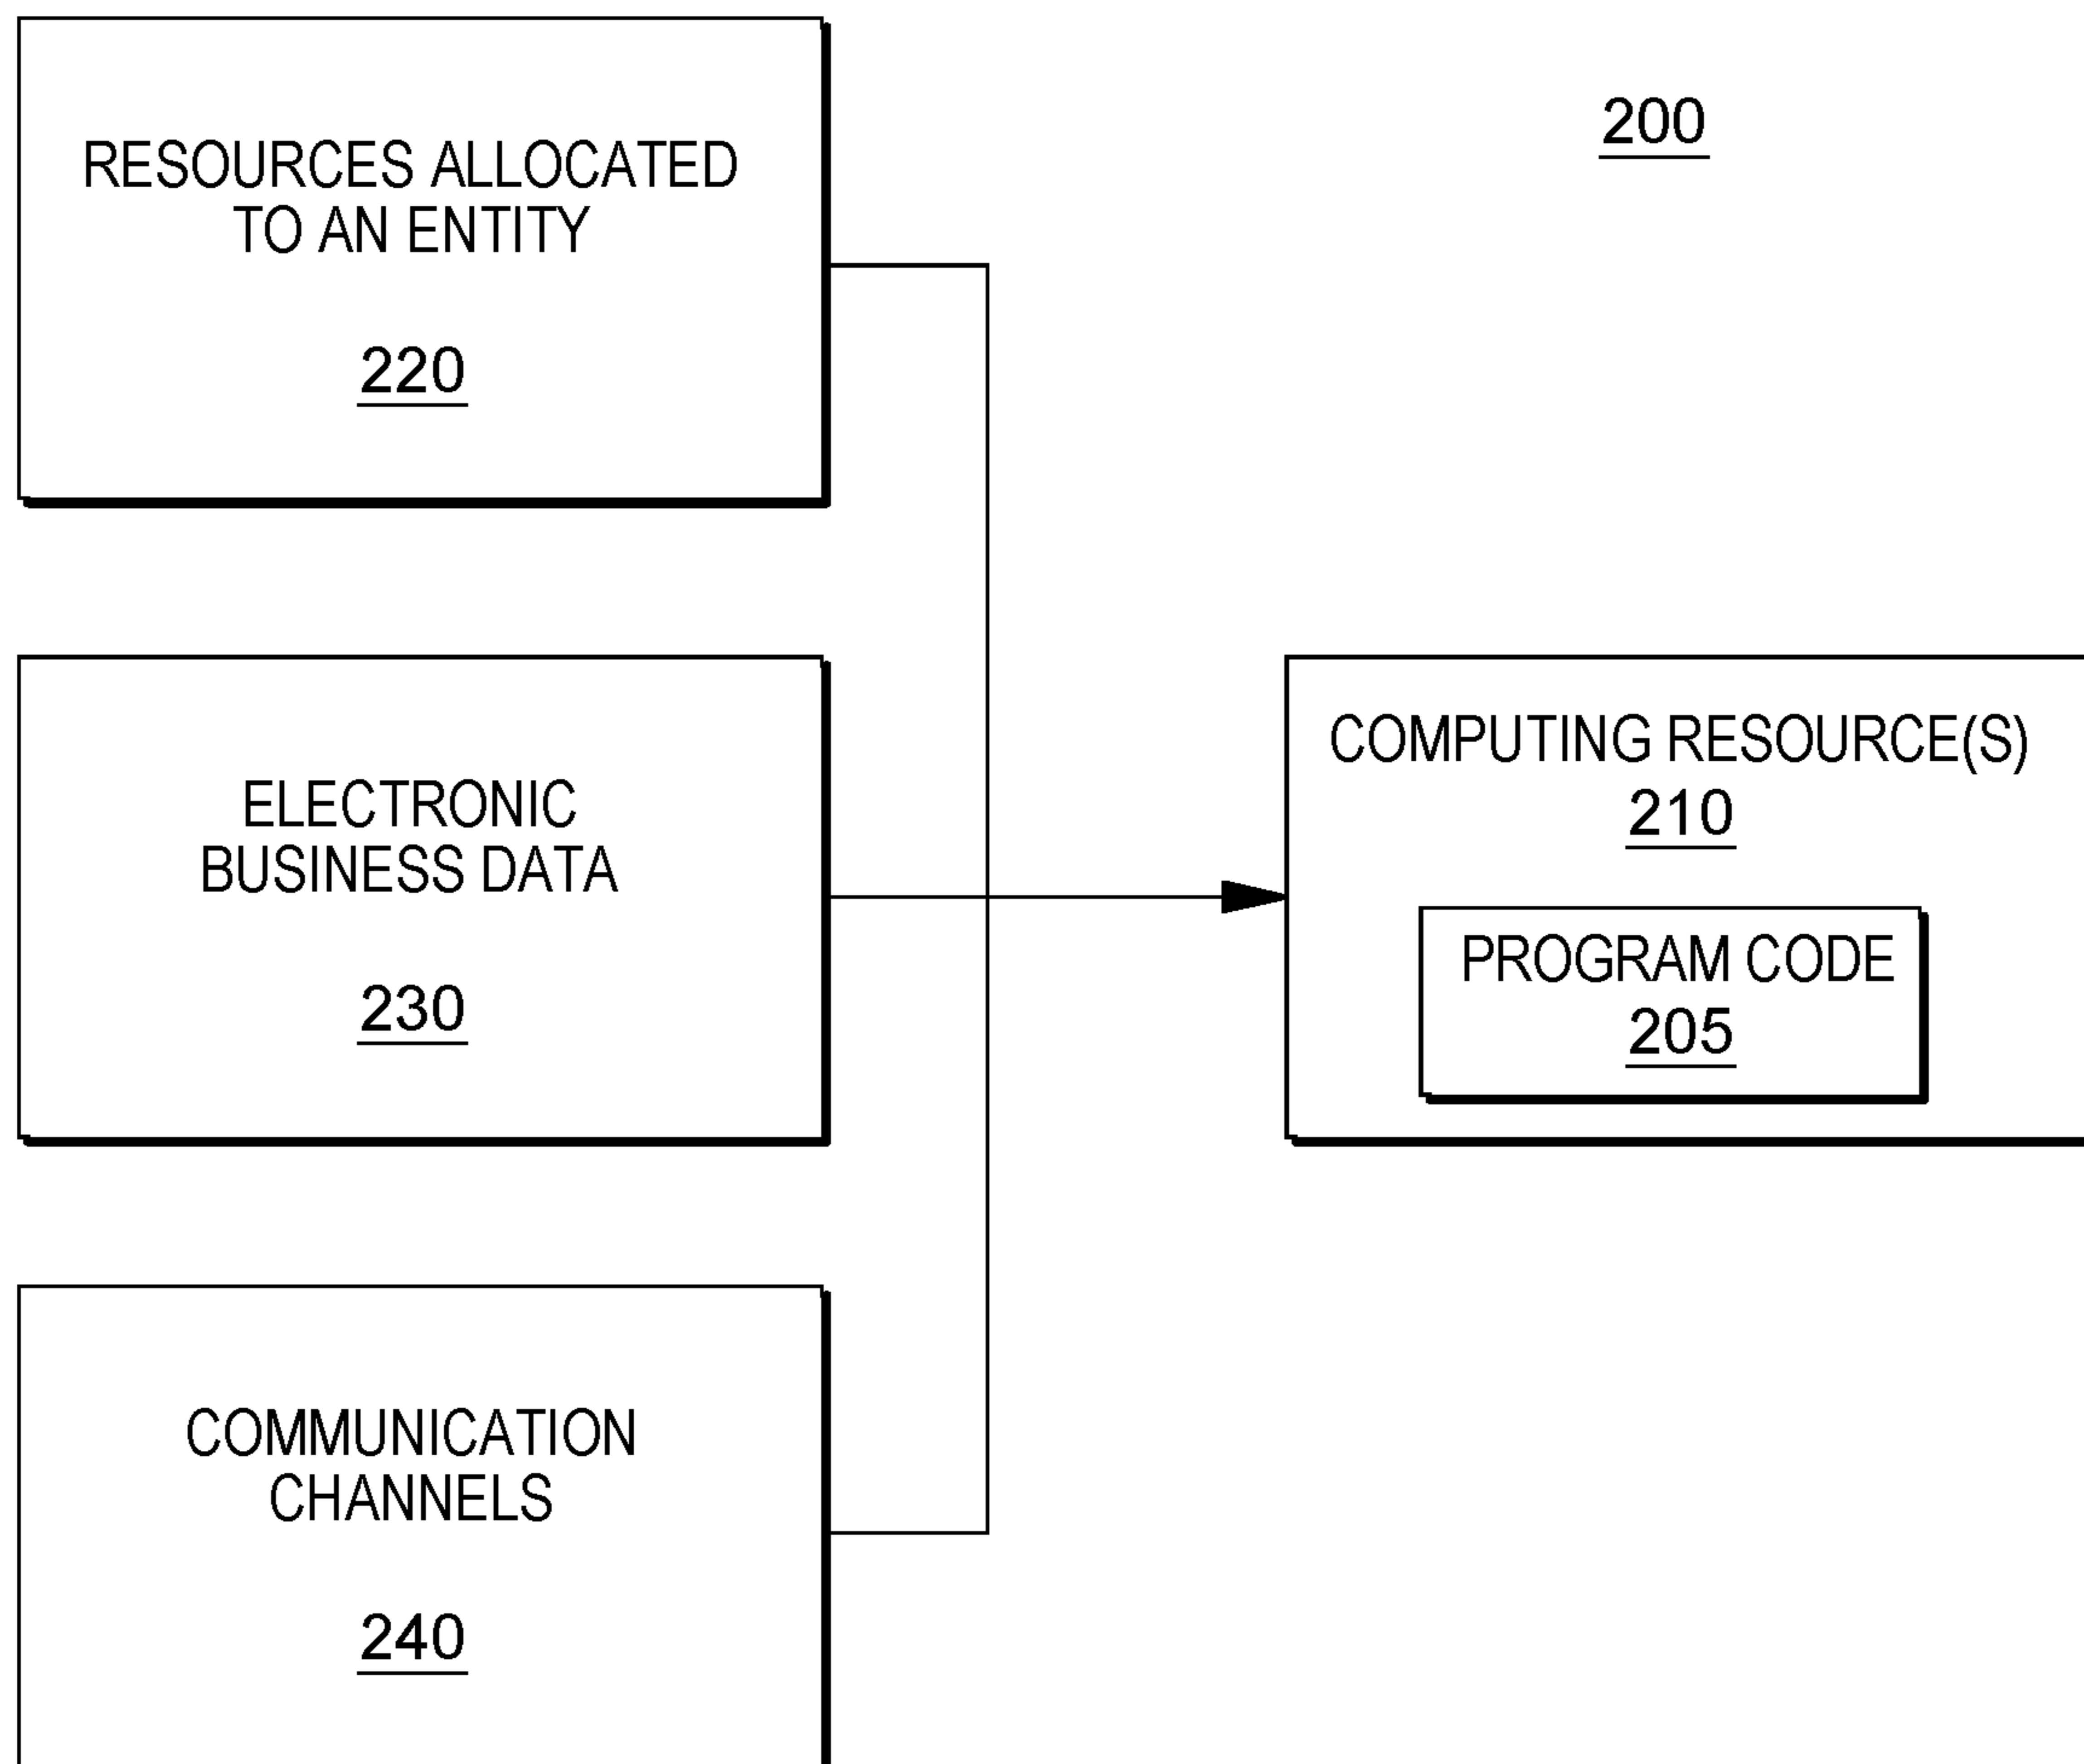 RESOURCES ALLOCATED
TO AN ENTITY
220
200
ELECTRONIC
BUSINESS DATA
230
COMPUTING RESOURCE(S)
210
PROGRAM CODE
205
COMMUNICATION
CHANNELS
240